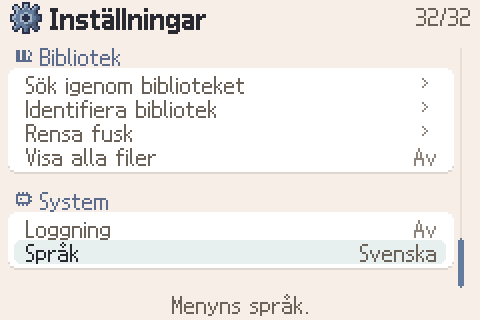 Inställningar 32/32
Bibliotek
Sök igenom biblioteket >
Identifiera bibliotek >
Rensa fusk >
Visa alla filer Av
System
Loggning Av
Språk Svenska
Menyns språk.